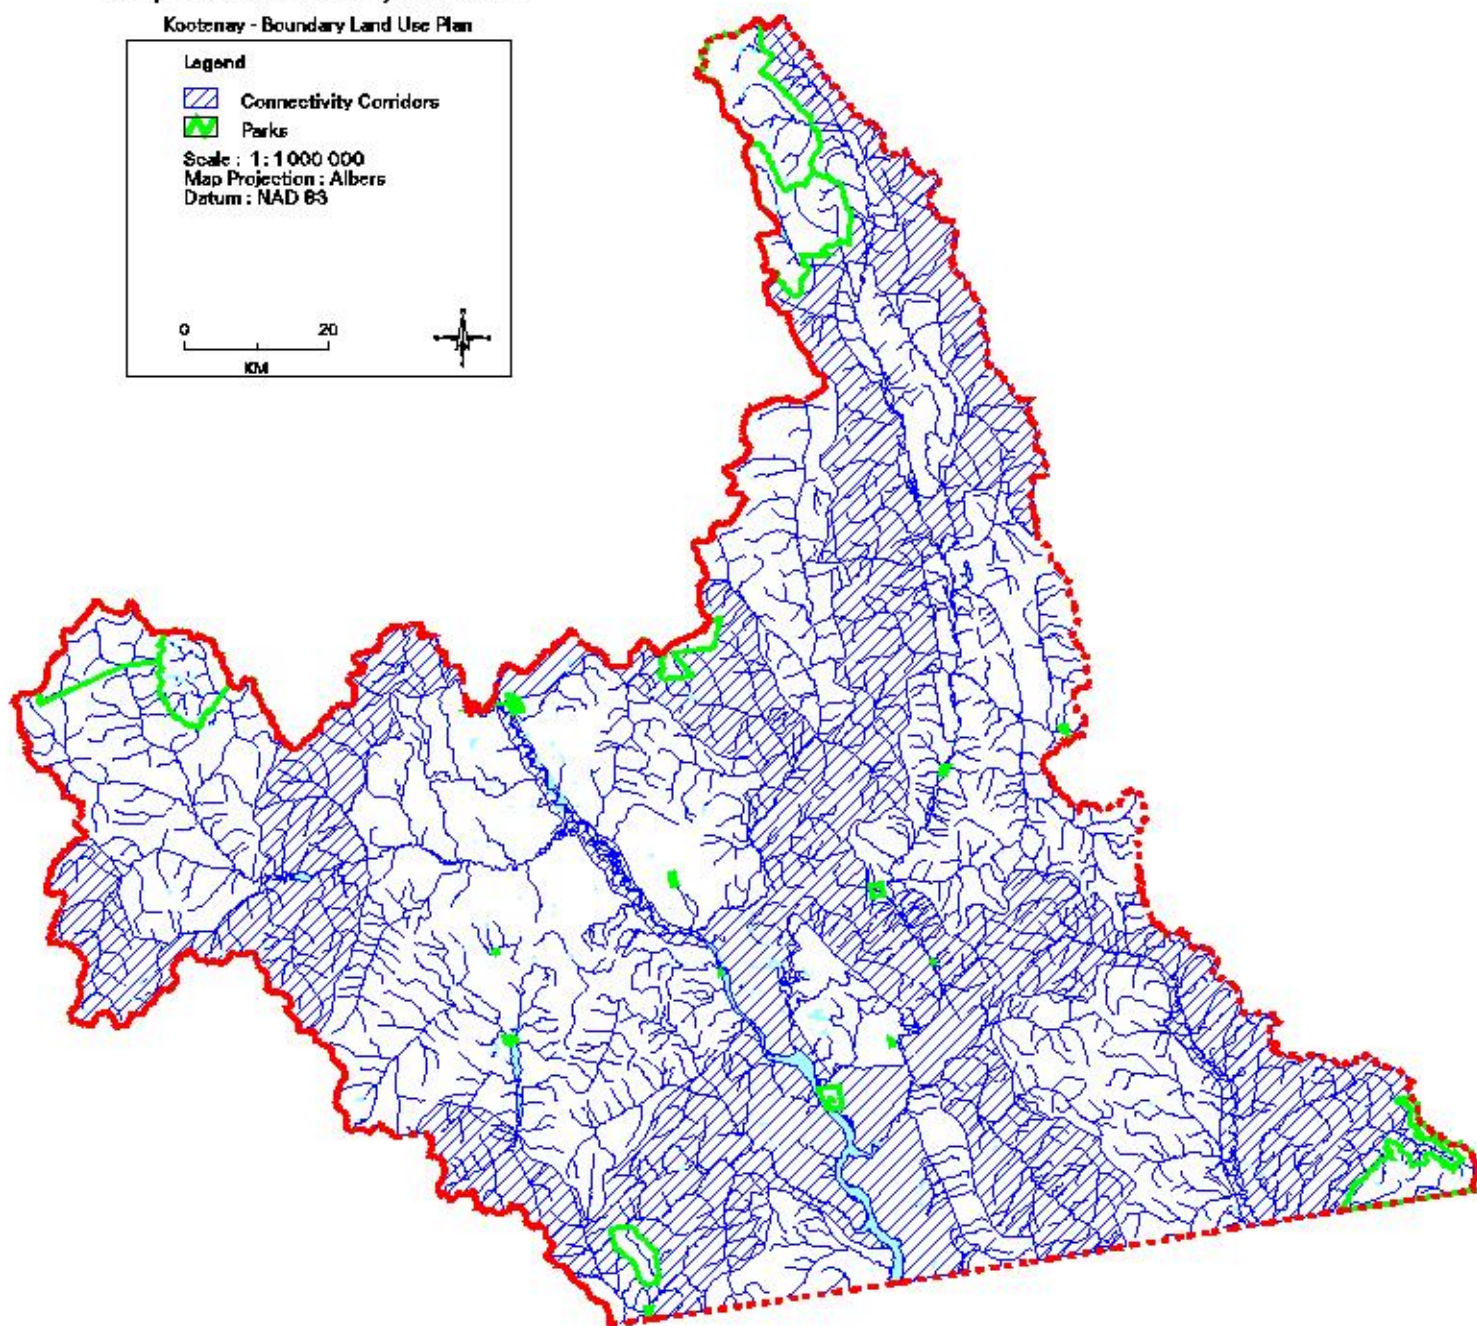 Kootenay - Boundary Land Use Plan
Legend
Connectivity Corridors
Parks
Scale : 1: 1 000 000
Map Projection : Albers
Datum : NAD 83
0 20
KM